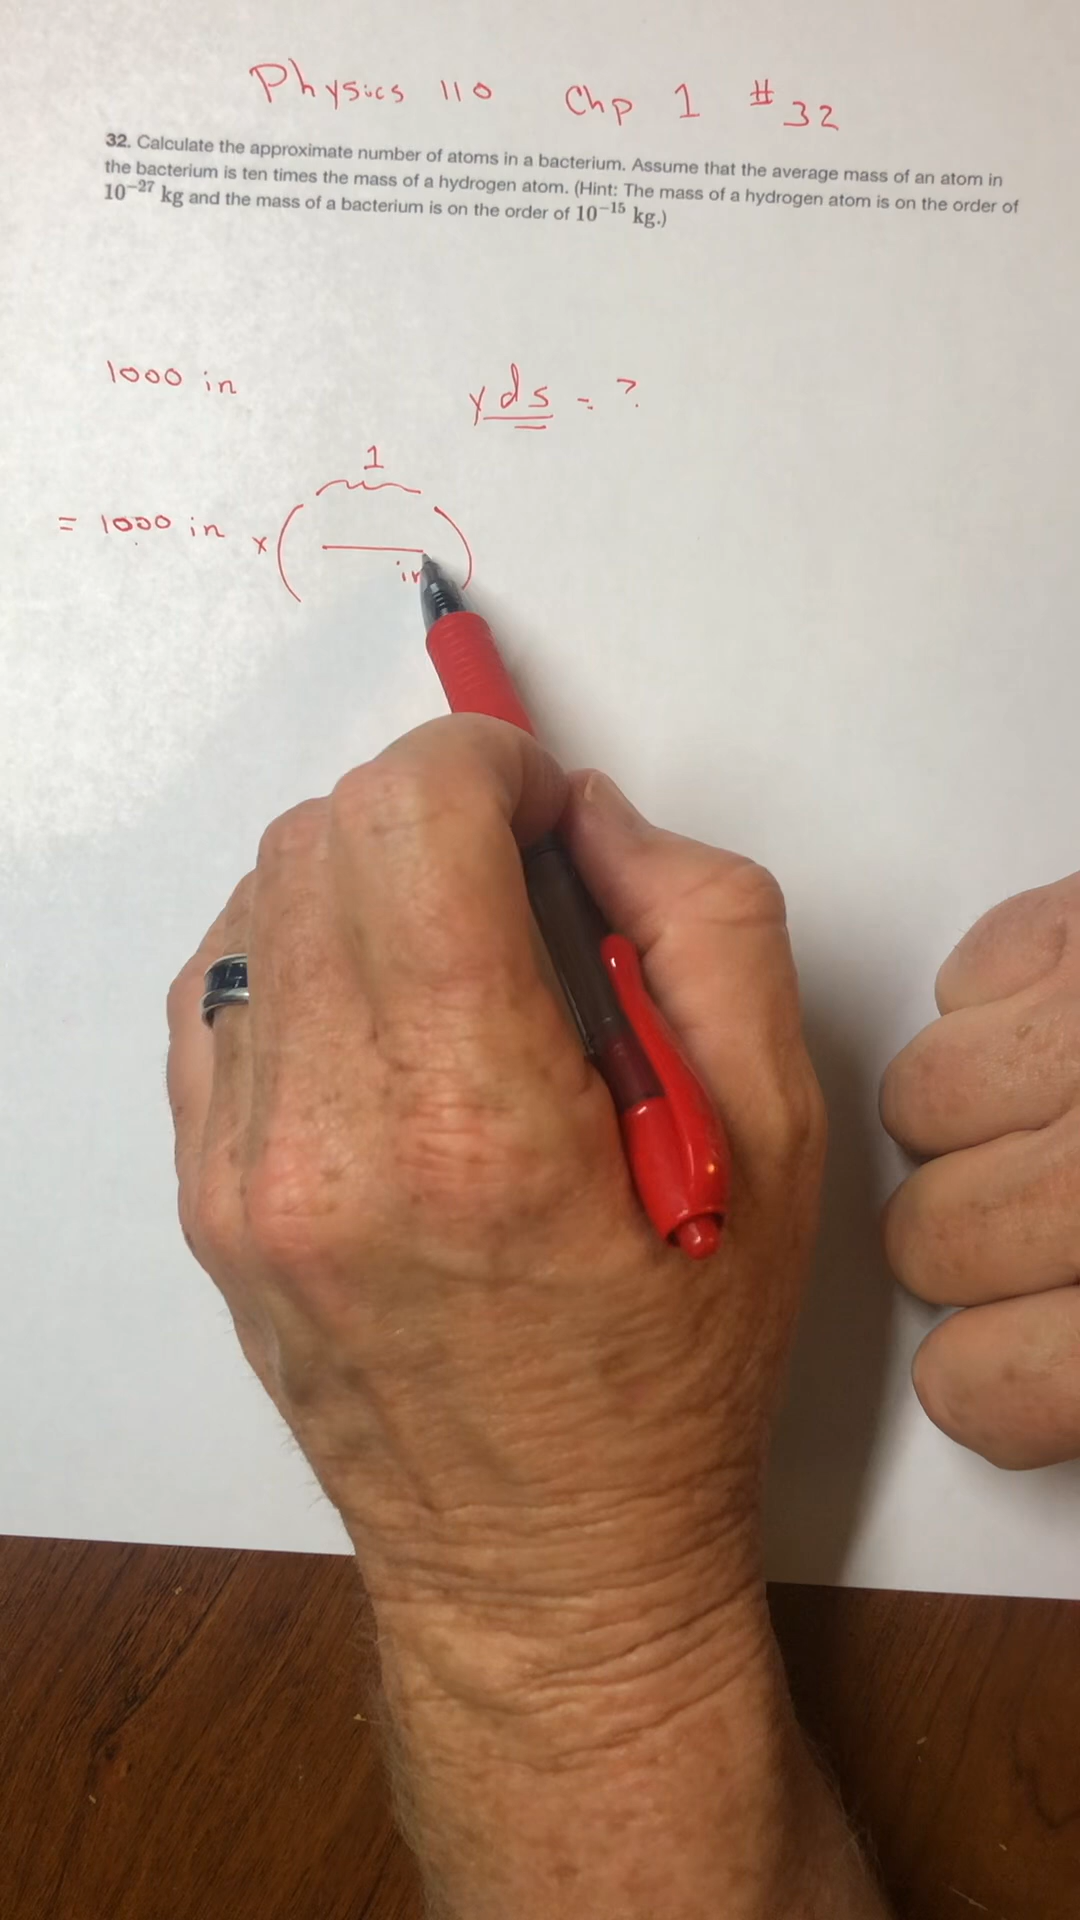 Physics 110 Chp 1 # 32
32. Calculate the approximate number of atoms in a bacterium. Assume that the average mass of an atom in
the bacterium is ten times the mass of a hydrogen atom. (Hint: The mass of a hydrogen atom is on the order of
10⁻²⁷ kg and the mass of a bacterium is on the order of 10⁻¹⁵ kg.)
1000 in yds = ?
1
= 1000 in x ( )
in